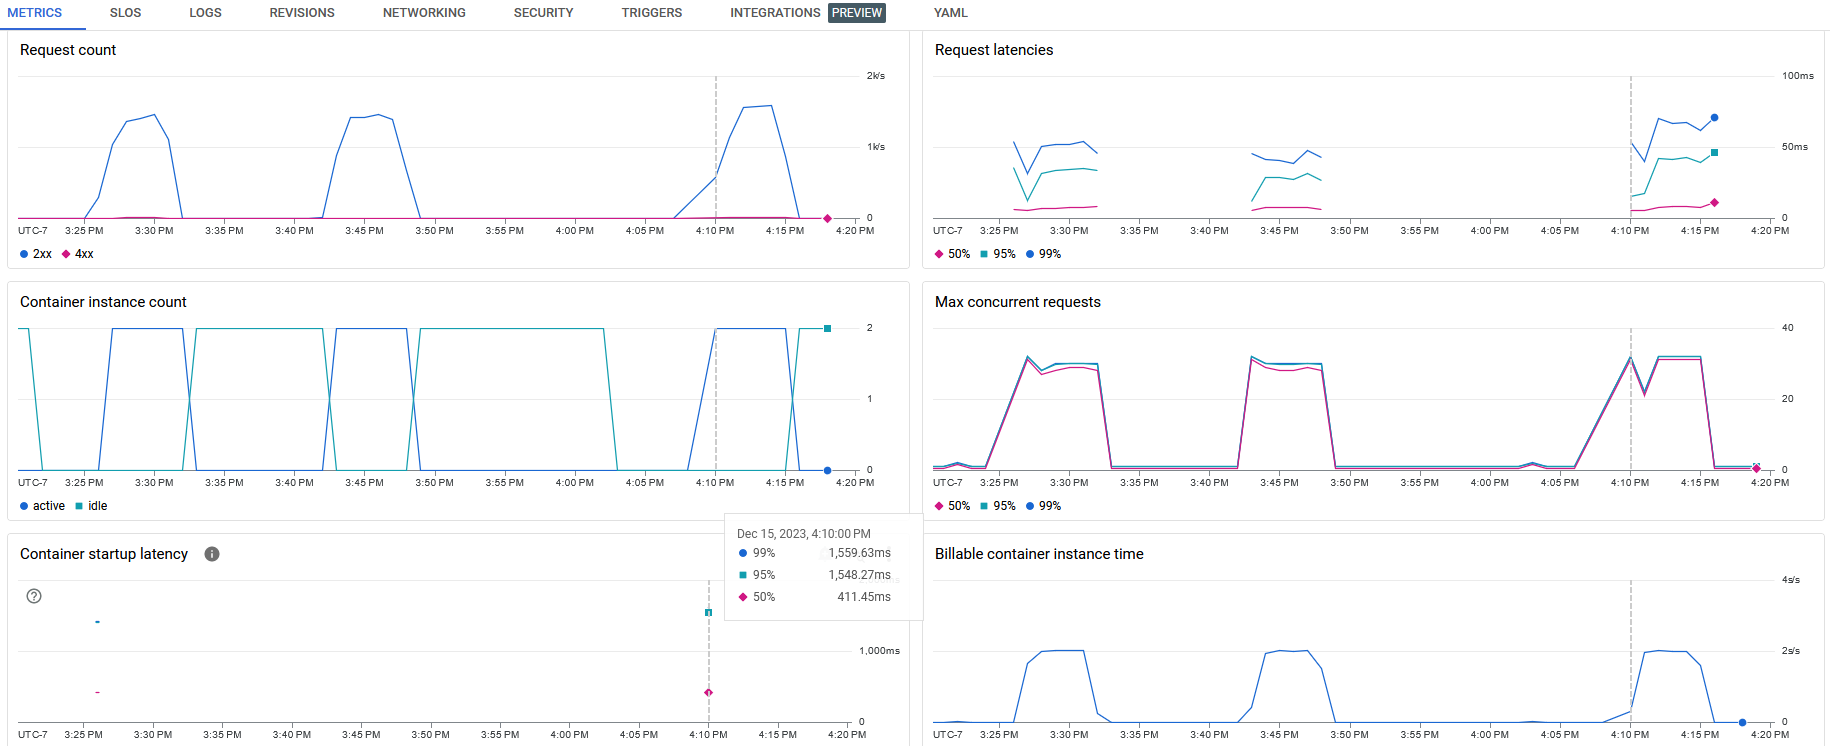 METRICS SLOS LOGS REVISIONS NETWORKING SECURITY TRIGGERS INTEGRATIONS PREVIEW YAML
Request count
2k/s
1k/s
0
UTC-7 3:25 PM 3:30 PM 3:35 PM 3:40 PM 3:45 PM 3:50 PM 3:55 PM 4:00 PM 4:05 PM 4:10 PM 4:15 PM 4:20 PM
2xx 4xx
Request latencies
100ms
50ms
0
UTC-7 3:25 PM 3:30 PM 3:35 PM 3:40 PM 3:45 PM 3:50 PM 3:55 PM 4:00 PM 4:05 PM 4:10 PM 4:15 PM 4:20 PM
50% 95% 99%
Container instance count
2
1
0
UTC-7 3:25 PM 3:30 PM 3:35 PM 3:40 PM 3:45 PM 3:50 PM 3:55 PM 4:00 PM 4:05 PM 4:10 PM 4:15 PM 4:20 PM
active idle
Max concurrent requests
40
20
0
UTC-7 3:25 PM 3:30 PM 3:35 PM 3:40 PM 3:45 PM 3:50 PM 3:55 PM 4:00 PM 4:05 PM 4:10 PM 4:15 PM 4:20 PM
50% 95% 99%
Container startup latency
Dec 15, 2023, 4:10:00 PM
99% 1,559.63ms
95% 1,548.27ms
50% 411.45ms
1,000ms
0
UTC-7 3:25 PM 3:30 PM 3:35 PM 3:40 PM 3:45 PM 3:50 PM 3:55 PM 4:00 PM 4:05 PM 4:10 PM 4:15 PM 4:20 PM
Billable container instance time
4s/s
2s/s
0
UTC-7 3:25 PM 3:30 PM 3:35 PM 3:40 PM 3:45 PM 3:50 PM 3:55 PM 4:00 PM 4:05 PM 4:10 PM 4:15 PM 4:20 PM